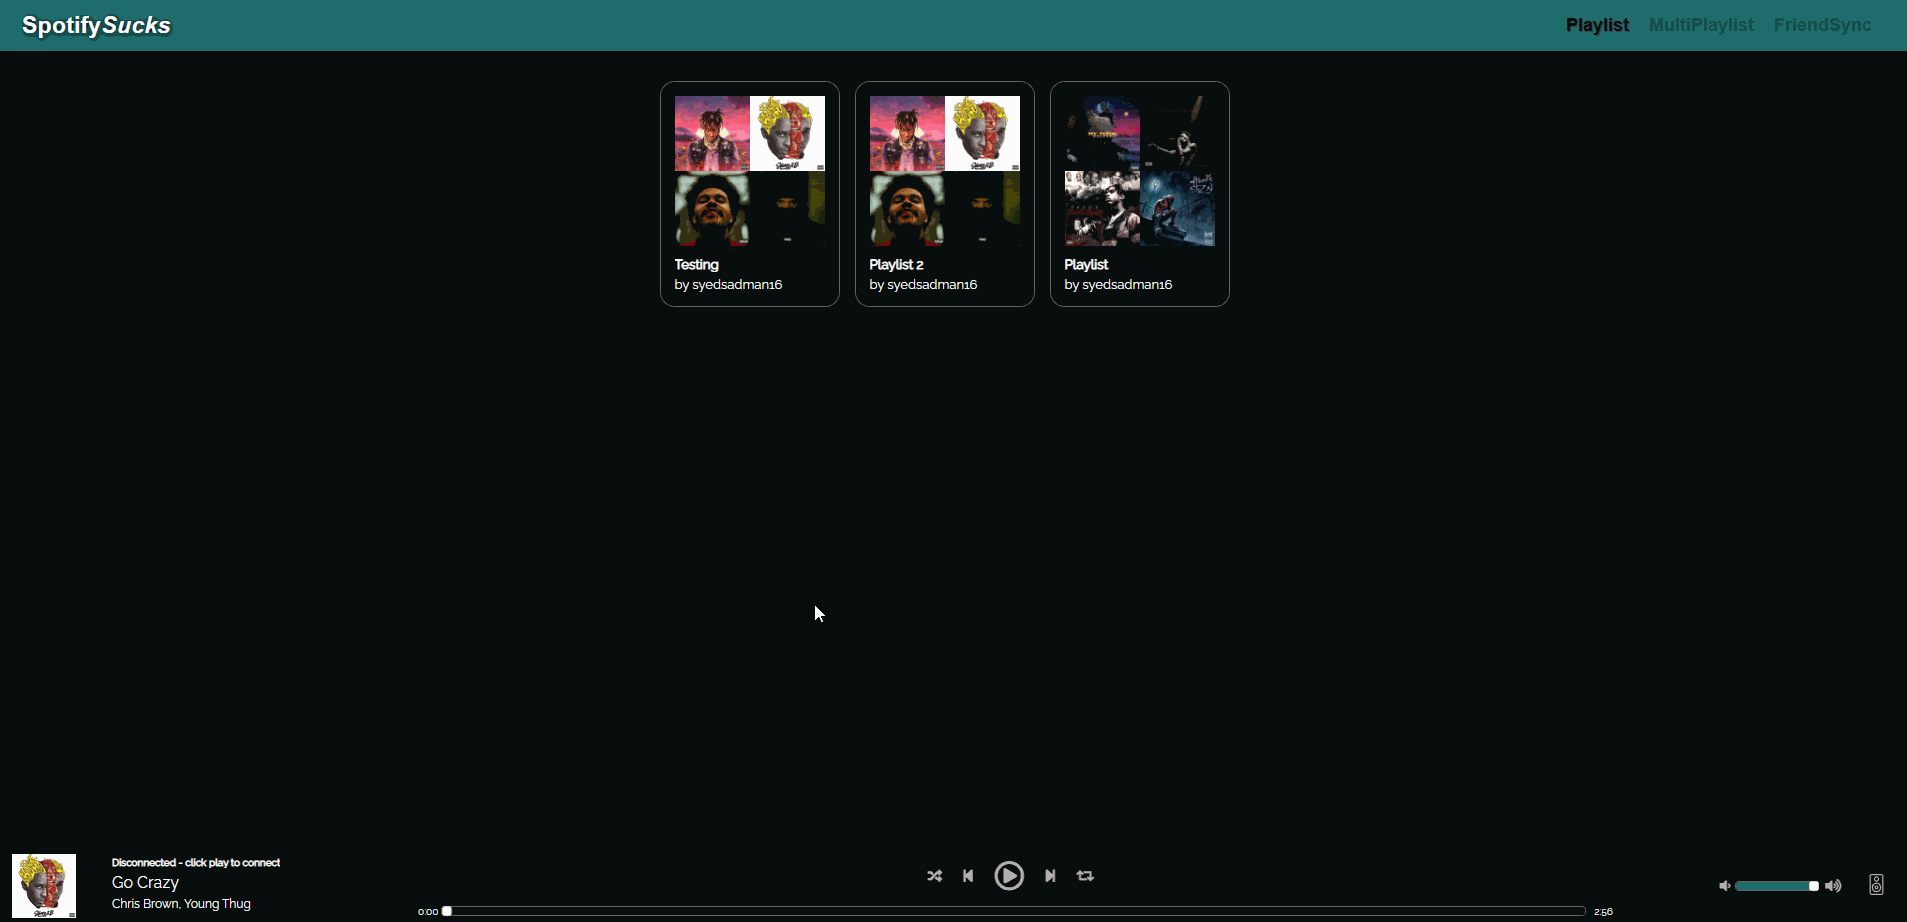 SpotifySucks
Playlist MultiPlaylist FriendSync
Testing
by syedsadman16
Playlist 2
by syedsadman16
Playlist
by syedsadman16
Disconnected - click play to connect
Go Crazy
Chris Brown, Young Thug
0:00
2:56